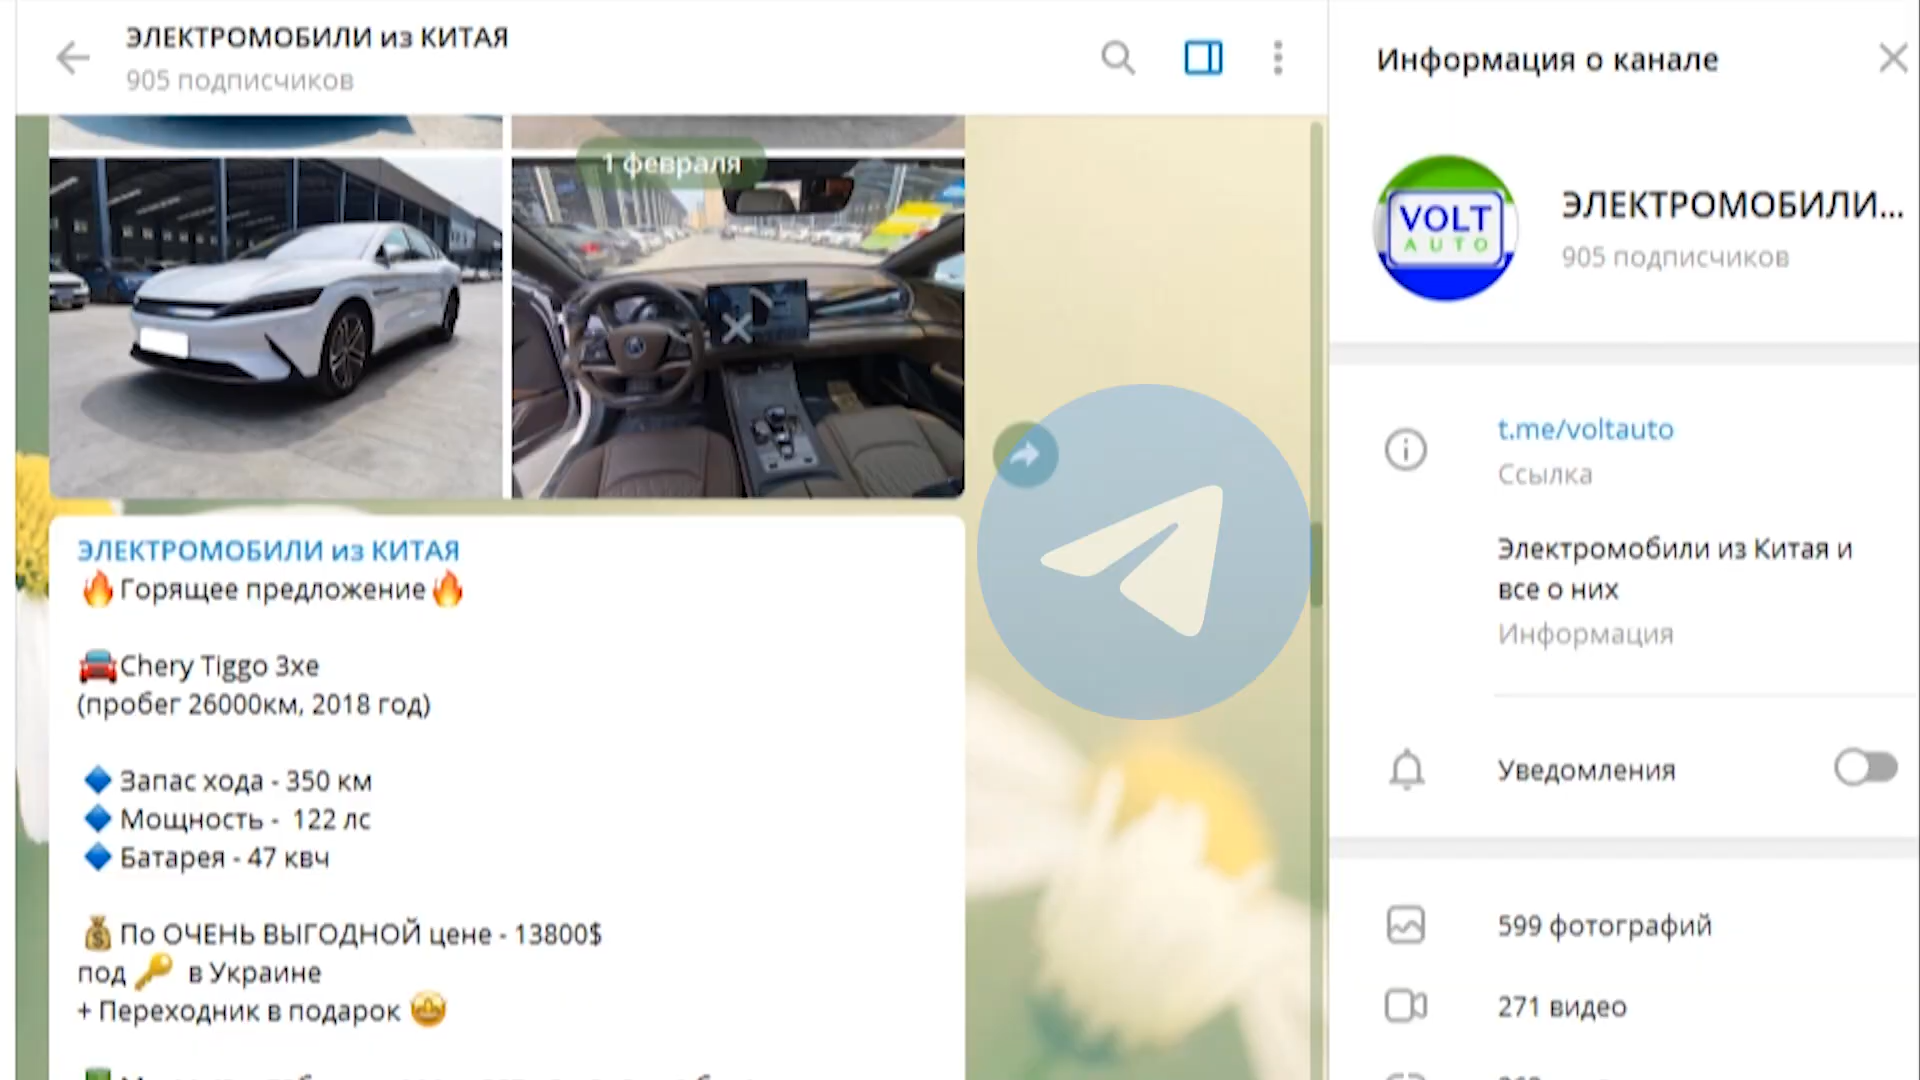 ЭЛЕКТРОМОБИЛИ из КИТАЯ
905 подписчиков
1 февраля
ЭЛЕКТРОМОБИЛИ из КИТАЯ
🔥Горящее предложение🔥
🚘Chery Tiggo 3xe
(пробег 26000км, 2018 год)
🔷 Запас хода - 350 км
🔷 Мощность - 122 лс
🔷 Батарея - 47 квч
💰По ОЧЕНЬ ВЫГОДНОЙ цене - 13800$
под 🔑 в Украине
+ Переходник в подарок 🤩
Информация о канале
VOLT
AUTO
ЭЛЕКТРОМОБИЛИ...
905 подписчиков
t.me/voltauto
Ссылка
Электромобили из Китая и
все о них
Информация
Уведомления
599 фотографий
271 видео